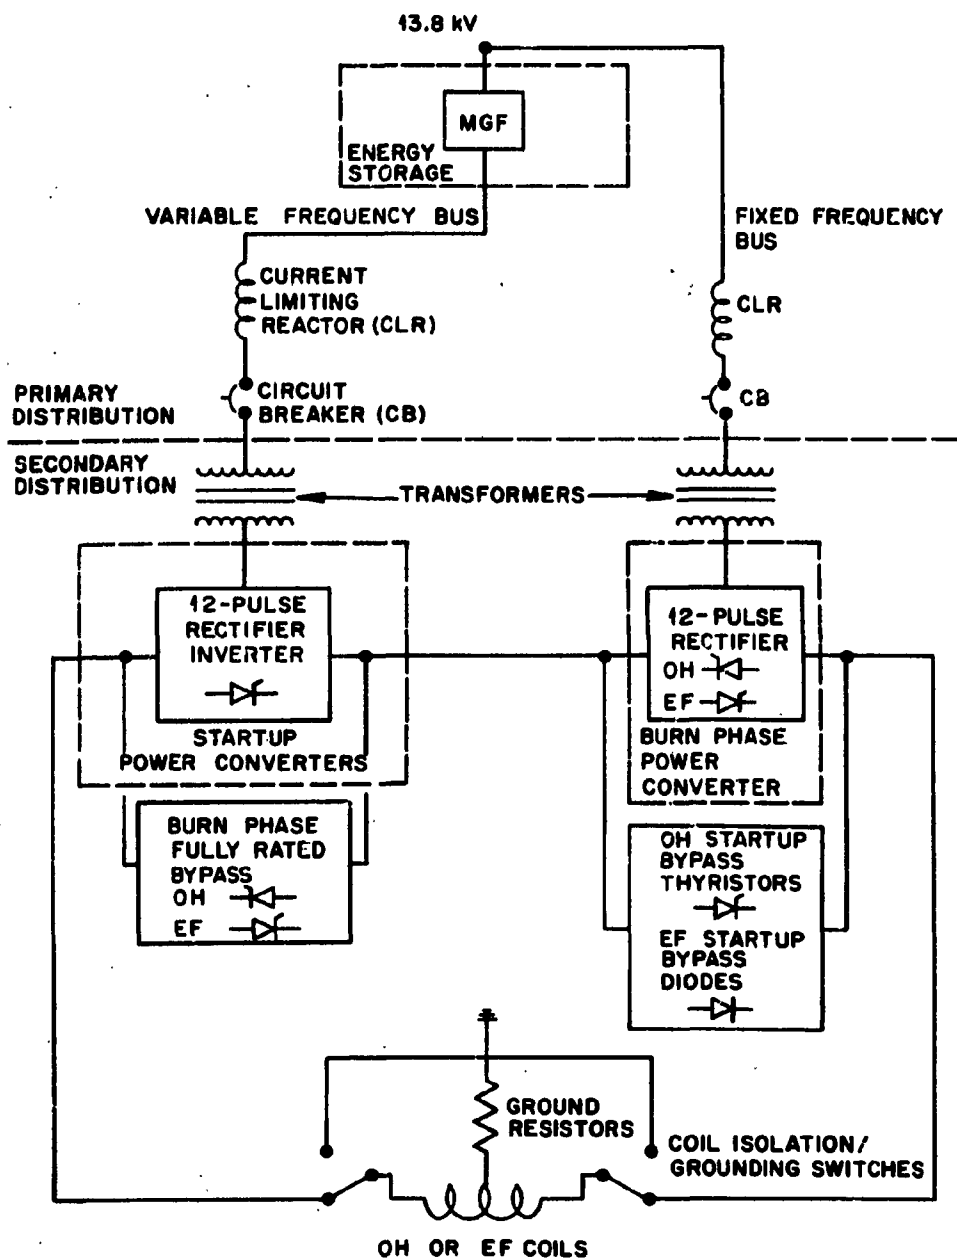 13.8 kV
MGF
ENERGY
STORAGE
VARIABLE FREQUENCY BUS
FIXED FREQUENCY
BUS
CURRENT
LIMITING
REACTOR (CLR)
CLR
PRIMARY
DISTRIBUTION
CIRCUIT
BREAKER (CB)
CB
SECONDARY
DISTRIBUTION
TRANSFORMERS
12-PULSE
RECTIFIER
INVERTER
STARTUP
POWER CONVERTERS
12-PULSE
RECTIFIER
OH
EF
BURN PHASE
POWER
CONVERTER
BURN PHASE
FULLY RATED
BYPASS
OH
EF
OH STARTUP
BYPASS
THYRISTORS
EF STARTUP
BYPASS
DIODES
GROUND
RESISTORS
COIL ISOLATION/
GROUNDING SWITCHES
OH OR EF COILS